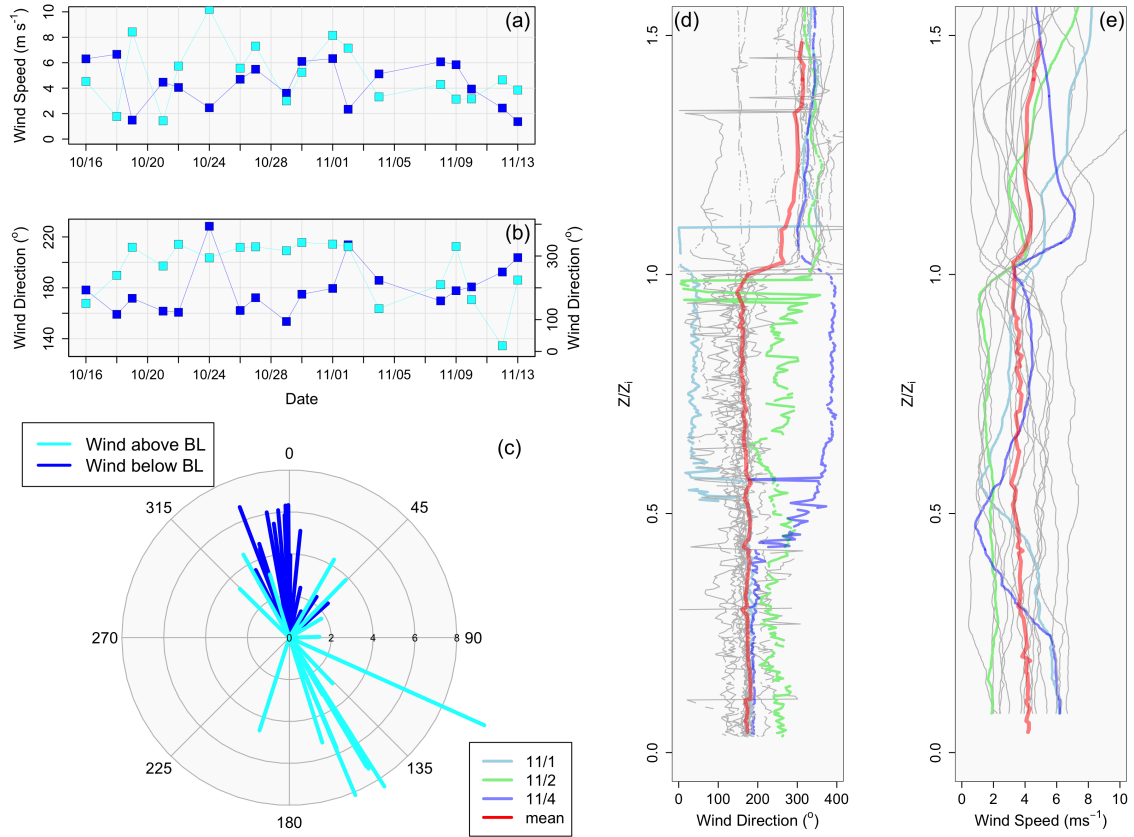 (a)
Wind Speed (m s⁻¹)
10
8
6
4
2
0
10/16 10/20 10/24 10/28 11/01 11/05 11/09 11/13
(b)
Wind Direction (°)
220
180
140
300
100
0
Wind Direction (°)
10/16 10/20 10/24 10/28 11/01 11/05 11/09 11/13
Date
Wind above BL
Wind below BL
(c)
0
45
90
135
180
225
270
315
0 2 4 6 8
11/1
11/2
11/4
mean
(d)
Z/Zᵢ
1.5
1.0
0.5
0.0
0 100 200 300 400
Wind Direction (°)
(e)
Z/Zᵢ
1.5
1.0
0.5
0.0
0 2 4 6 8 10
Wind Speed (ms⁻¹)